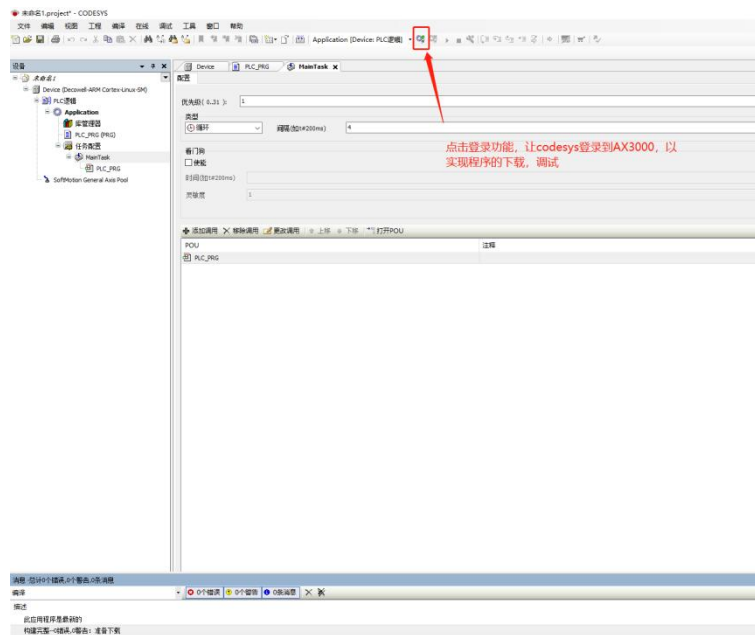 未命名1.project* - CODESYS
文件 编辑 视图 工程 编译 在线 调试 工具 窗口 帮助
Application [Device: PLC逻辑]
设备
未命名1
Device (Decowell-ARM Cortex-Linux-SM)
PLC逻辑
Application
库管理器
PLC_PRG (PRG)
任务配置
MainTask
PLC_PRG
SoftMotion General Axis Pool
Device PLC_PRG MainTask
配置
优先级( 0..31 ): 1
类型
循环 间隔(如t#200ms) 4
看门狗
使能
时间(如t#200ms)
灵敏度 1
点击登录功能，让codesys登录到AX3000，以
实现程序的下载，调试
添加调用 移除调用 更改调用 上移 下移 打开POU
POU 注释
PLC_PRG
消息 -总计0个错误,0个警告,0条消息
编译 0个错误 0个警告 0条消息
描述
此应用程序是最新的
构建完整--0错误,0警告: 准备下载